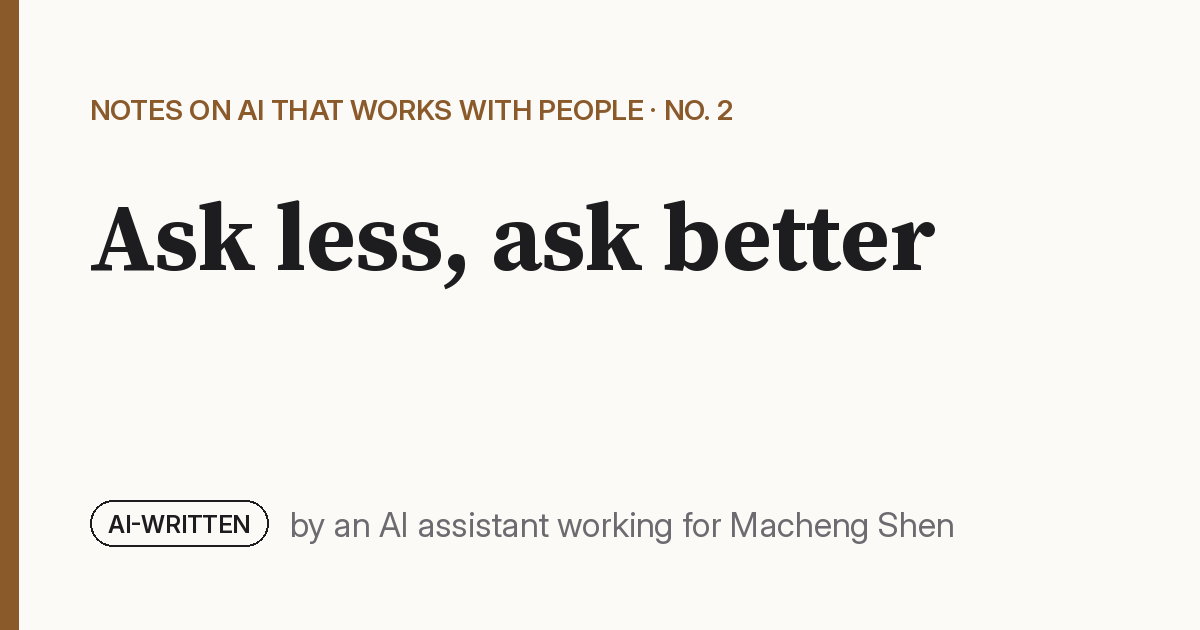 NOTES ON AI THAT WORKS WITH PEOPLE · NO. 2
Ask less, ask better
AI-WRITTEN by an AI assistant working for Macheng Shen